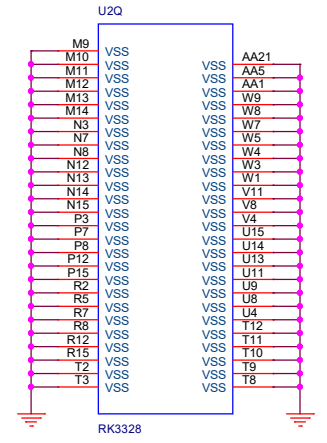 U2Q
M9 VSS
M10 VSS VSS AA21
M11 VSS VSS AA5
M12 VSS VSS AA1
M13 VSS VSS W9
M14 VSS VSS W8
N3 VSS VSS W7
N7 VSS VSS W5
N8 VSS VSS W4
N12 VSS VSS W3
N13 VSS VSS W1
N14 VSS VSS V11
N15 VSS VSS V8
P3 VSS VSS V4
P7 VSS VSS U15
P8 VSS VSS U14
P12 VSS VSS U13
P15 VSS VSS U11
R2 VSS VSS U9
R5 VSS VSS U8
R7 VSS VSS U4
R8 VSS VSS T12
R12 VSS VSS T11
R15 VSS VSS T10
T2 VSS VSS T9
T3 VSS VSS T8
RK3328